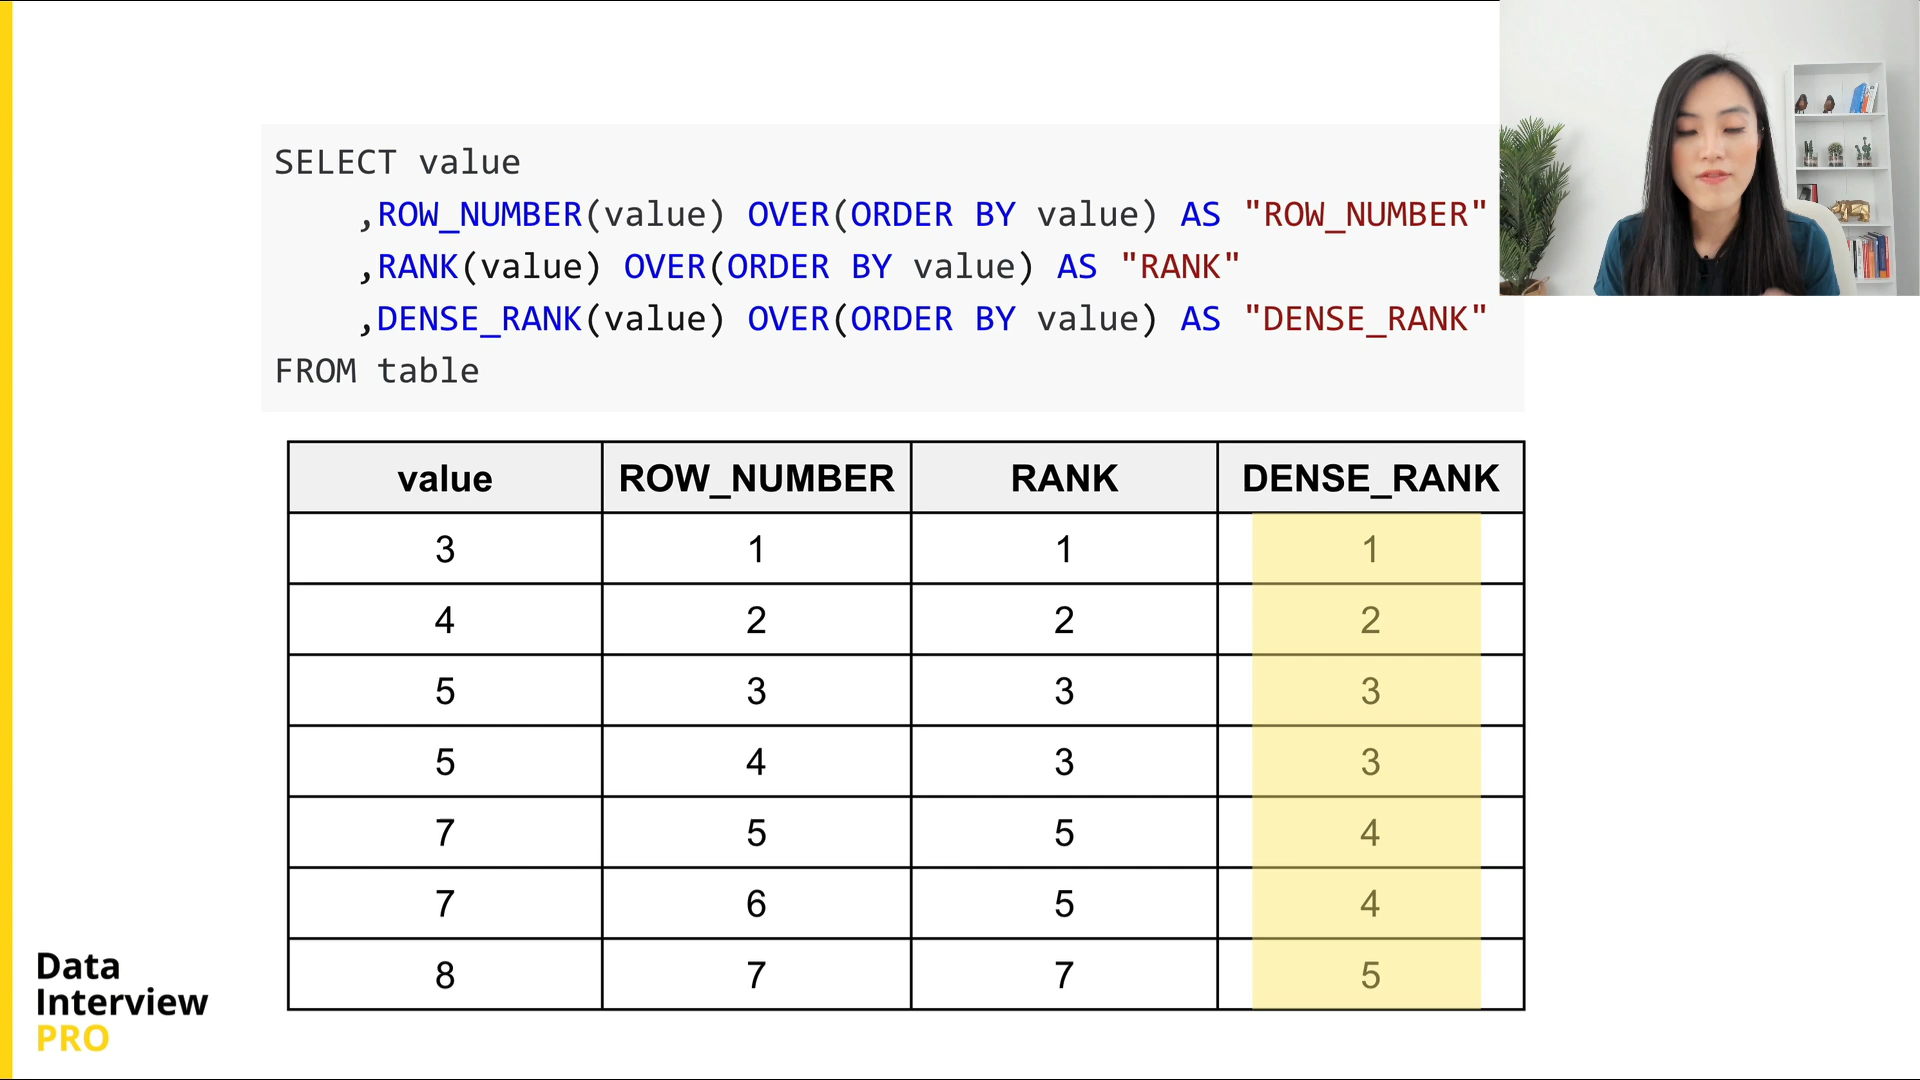 SELECT value
,ROW_NUMBER(value) OVER(ORDER BY value) AS "ROW_NUMBER"
,RANK(value) OVER(ORDER BY value) AS "RANK"
,DENSE_RANK(value) OVER(ORDER BY value) AS "DENSE_RANK"
FROM table
value ROW_NUMBER RANK DENSE_RANK
3 1 1 1
4 2 2 2
5 3 3 3
5 4 3 3
7 5 5 4
7 6 5 4
8 7 7 5
Data
Interview
PRO